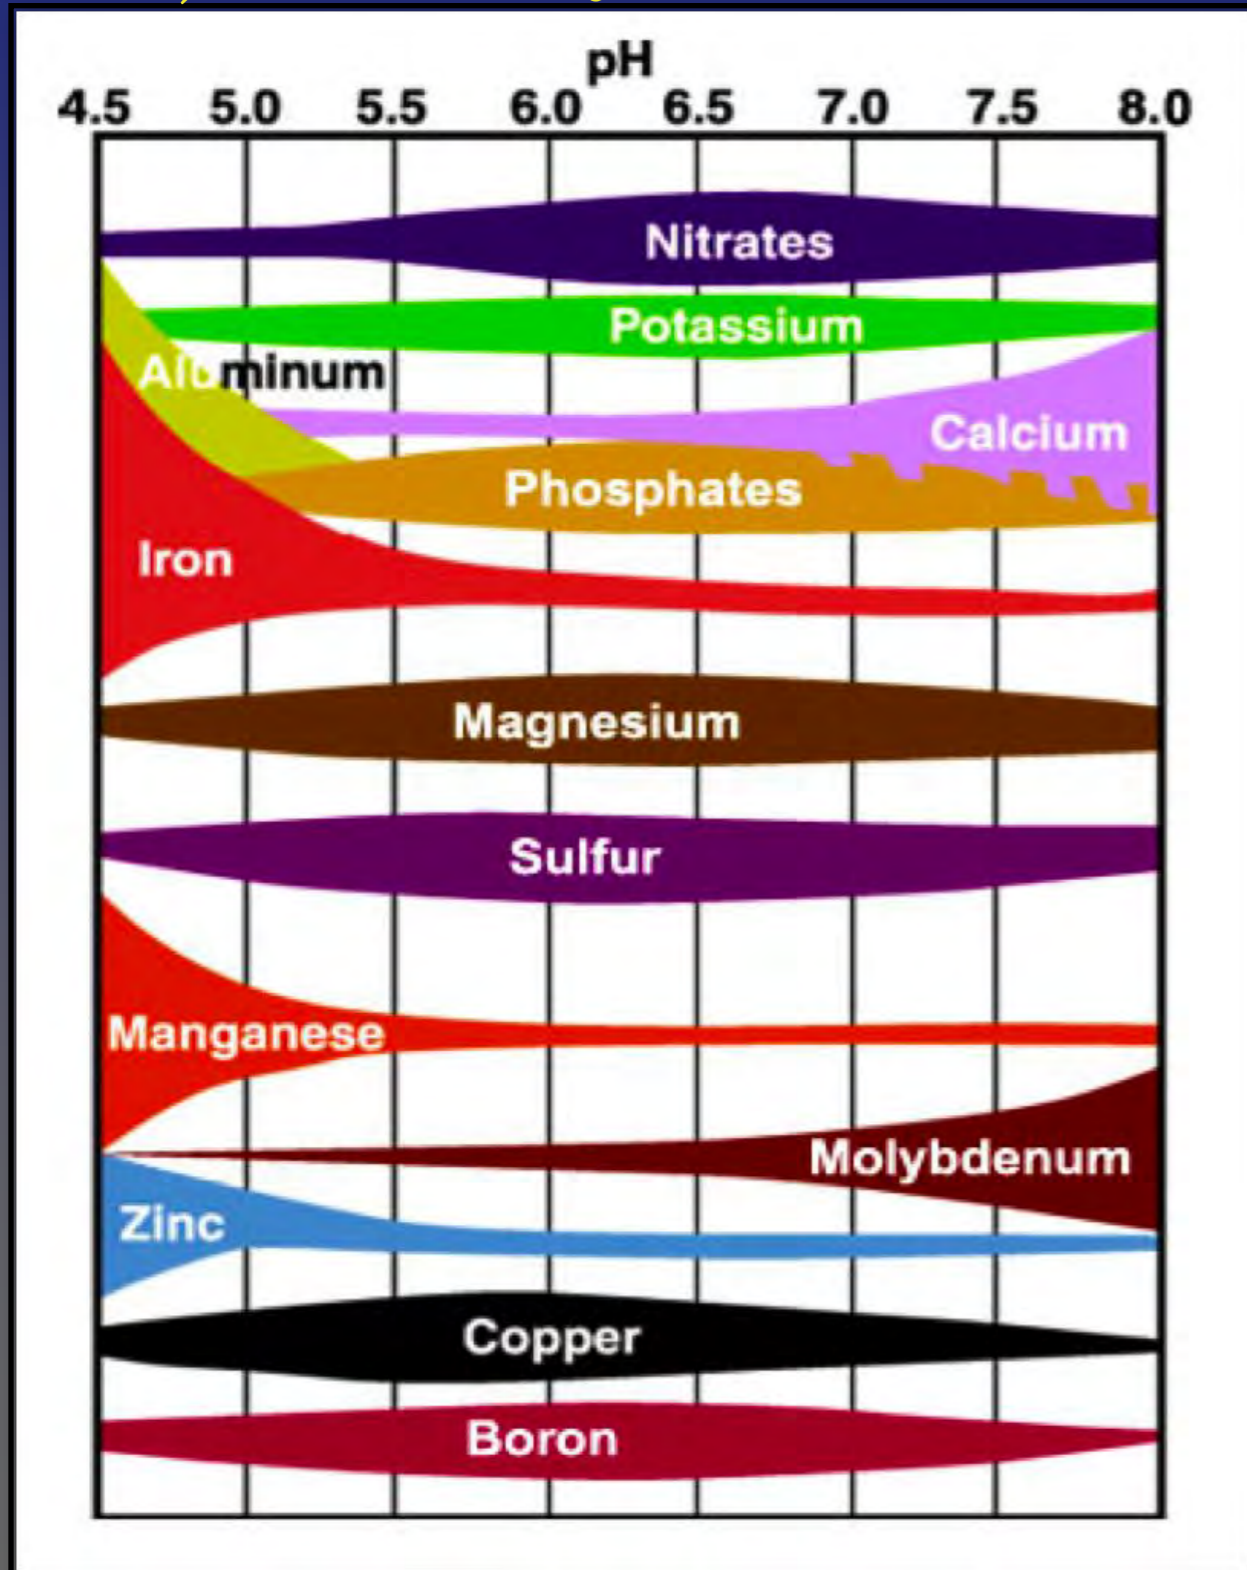 pH
4.5 5.0 5.5 6.0 6.5 7.0 7.5 8.0
Nitrates
Potassium
Aluminum
Calcium
Phosphates
Iron
Magnesium
Sulfur
Manganese
Molybdenum
Zinc
Copper
Boron